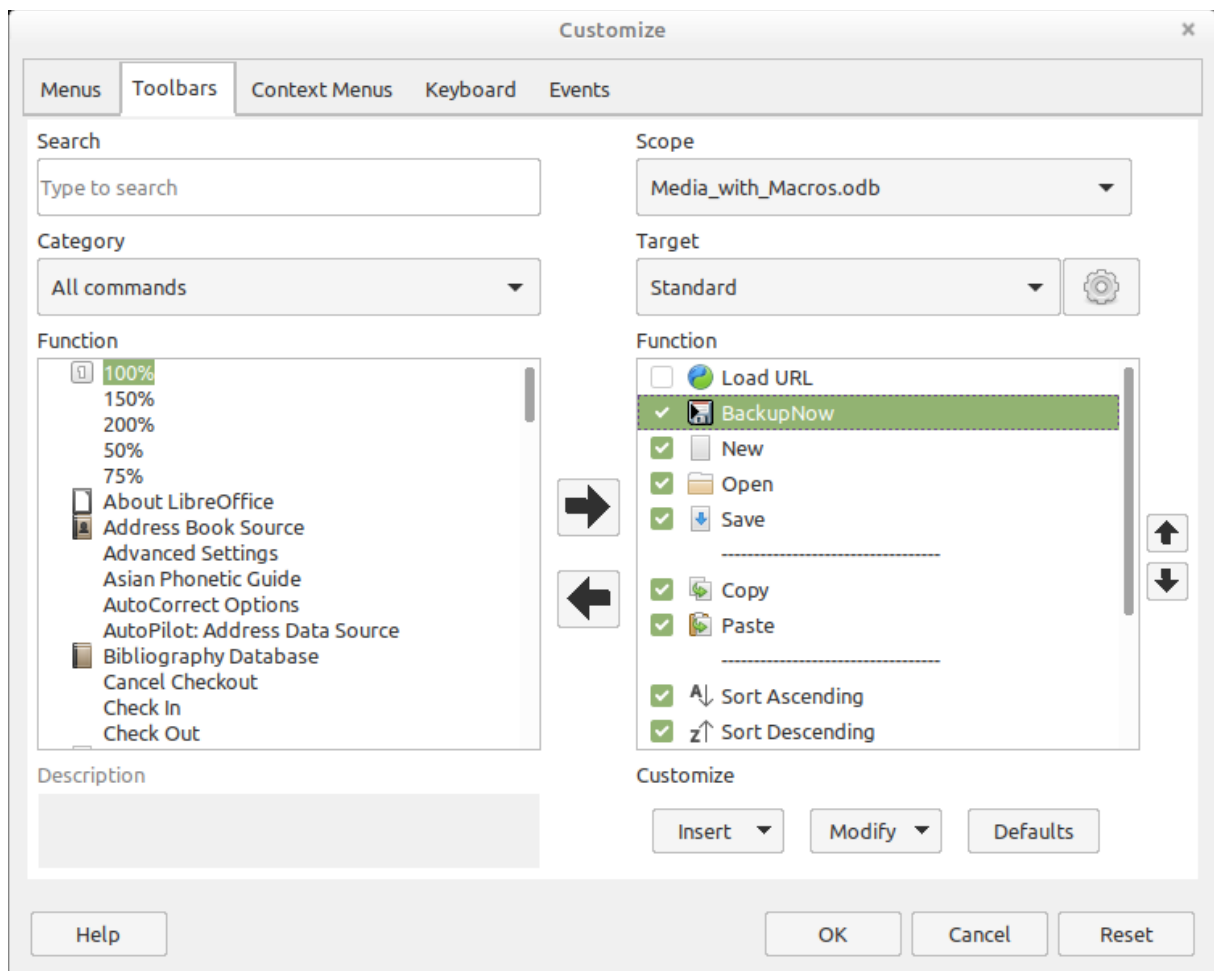 Customize
Menus Toolbars Context Menus Keyboard Events
Search
Type to search
Category
All commands
Function
100%
150%
200%
50%
75%
About LibreOffice
Address Book Source
Advanced Settings
Asian Phonetic Guide
AutoCorrect Options
AutoPilot: Address Data Source
Bibliography Database
Cancel Checkout
Check In
Check Out
Description
Scope
Media_with_Macros.odb
Target
Standard
Function
Load URL
BackupNow
New
Open
Save
----------------------------------
Copy
Paste
----------------------------------
Sort Ascending
Sort Descending
Customize
Insert Modify Defaults
Help OK Cancel Reset